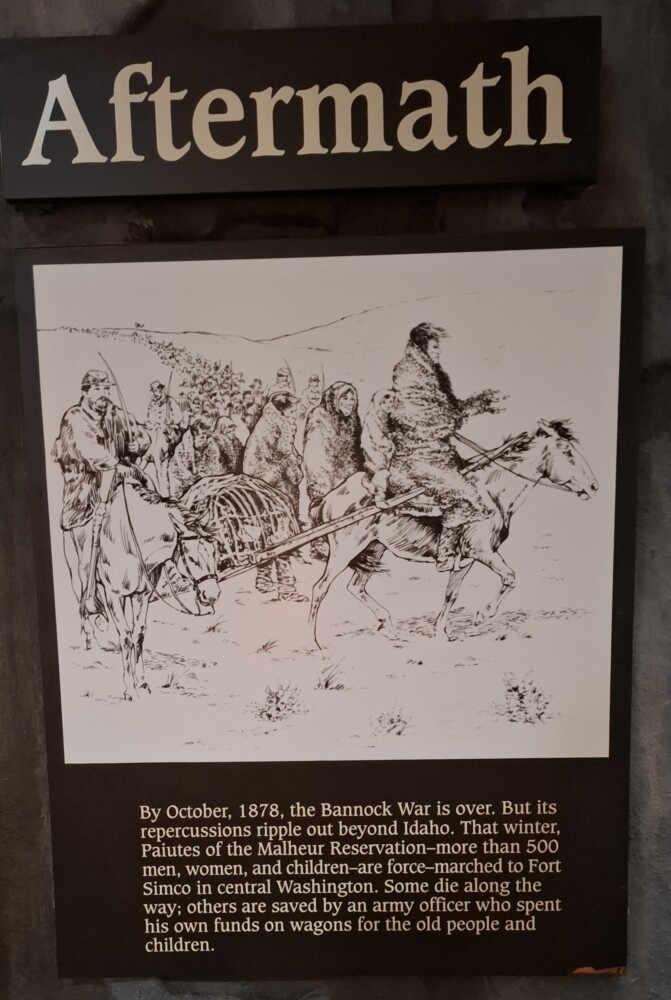 Aftermath
By October, 1878, the Bannock War is over. But its
repercussions ripple out beyond Idaho. That winter,
Paiutes of the Malheur Reservation–more than 500
men, women, and children–are force–marched to Fort
Simco in central Washington. Some die along the
way; others are saved by an army officer who spent
his own funds on wagons for the old people and
children.